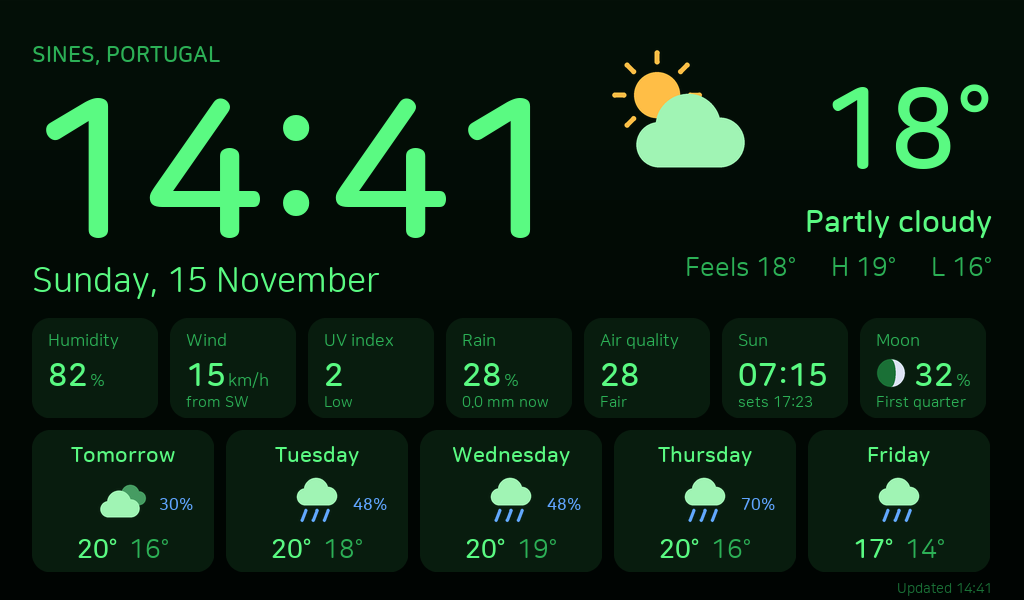 SINES, PORTUGAL
14:41
Sunday, 15 November
18°
Partly cloudy
Feels 18° H 19° L 16°
Humidity
82 %
Wind
15 km/h
from SW
UV index
2
Low
Rain
28 %
0.0 mm now
Air quality
28
Fair
Sun
07:15
sets 17:23
Moon
32 %
First quarter
Tomorrow
30%
20° 16°
Tuesday
48%
20° 18°
Wednesday
48%
20° 19°
Thursday
70%
20° 16°
Friday
17° 14°
Updated 14:41